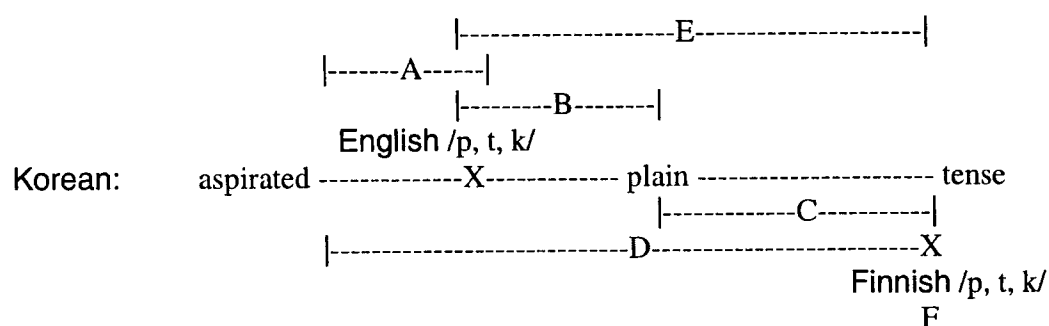 |--------------------E----------------------|
|-------A------|
|---------B--------|
English /p, t, k/
Korean: aspirated -------------X------------ plain --------------------- tense
|------------C-----------|
|----------------------------D------------------------X
Finnish /p, t, k/
F